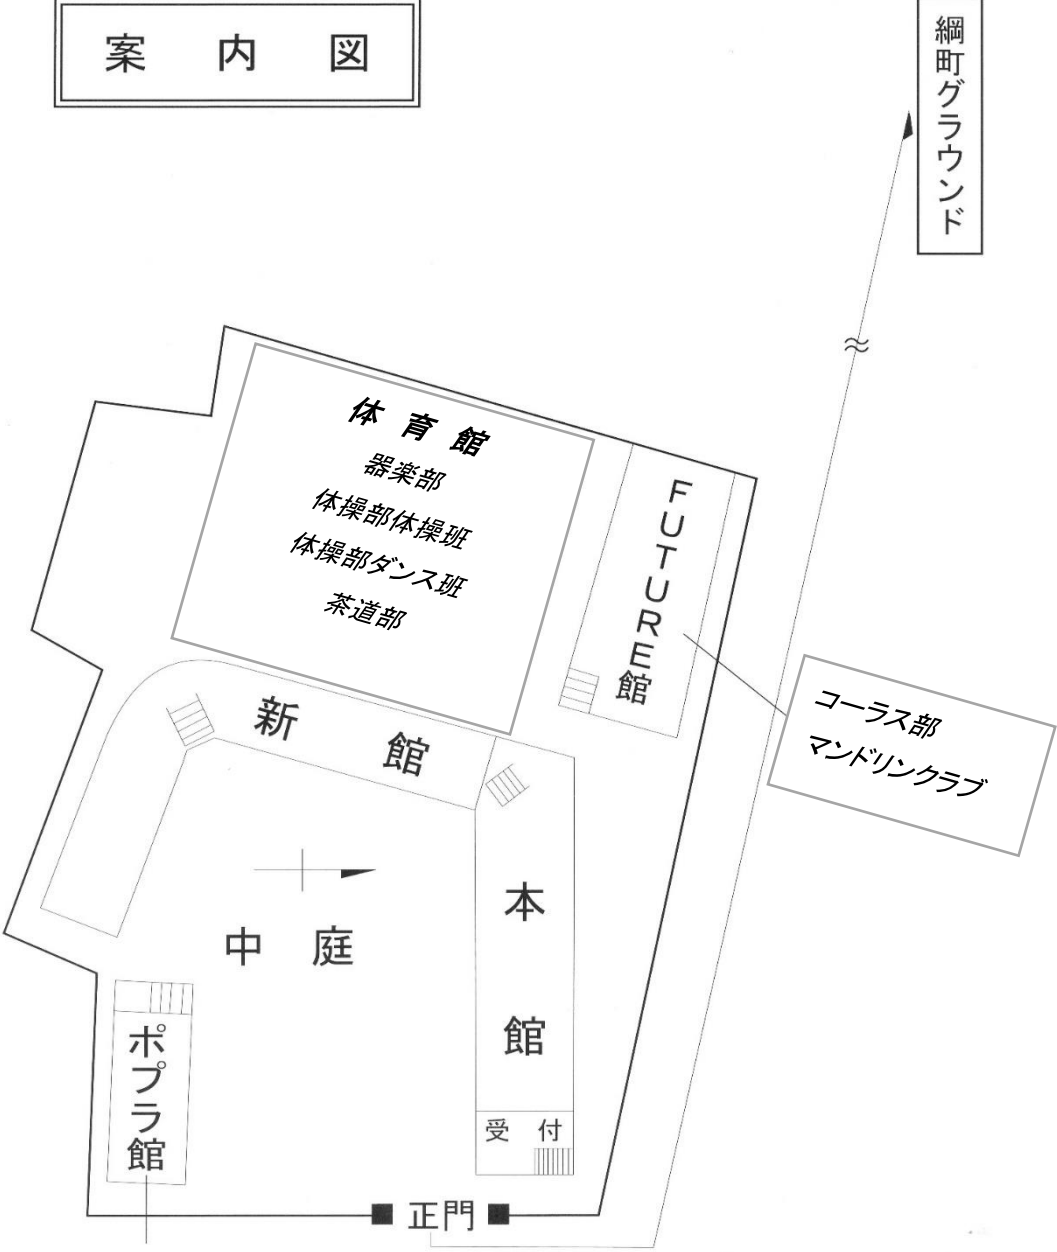 案内図
綱町グラウンド
体育館
器楽部
体操部体操班
体操部ダンス班
茶道部
FUTURE館
コーラス部
マンドリンクラブ
新館
本館
中庭
ポプラ館
受付
正門